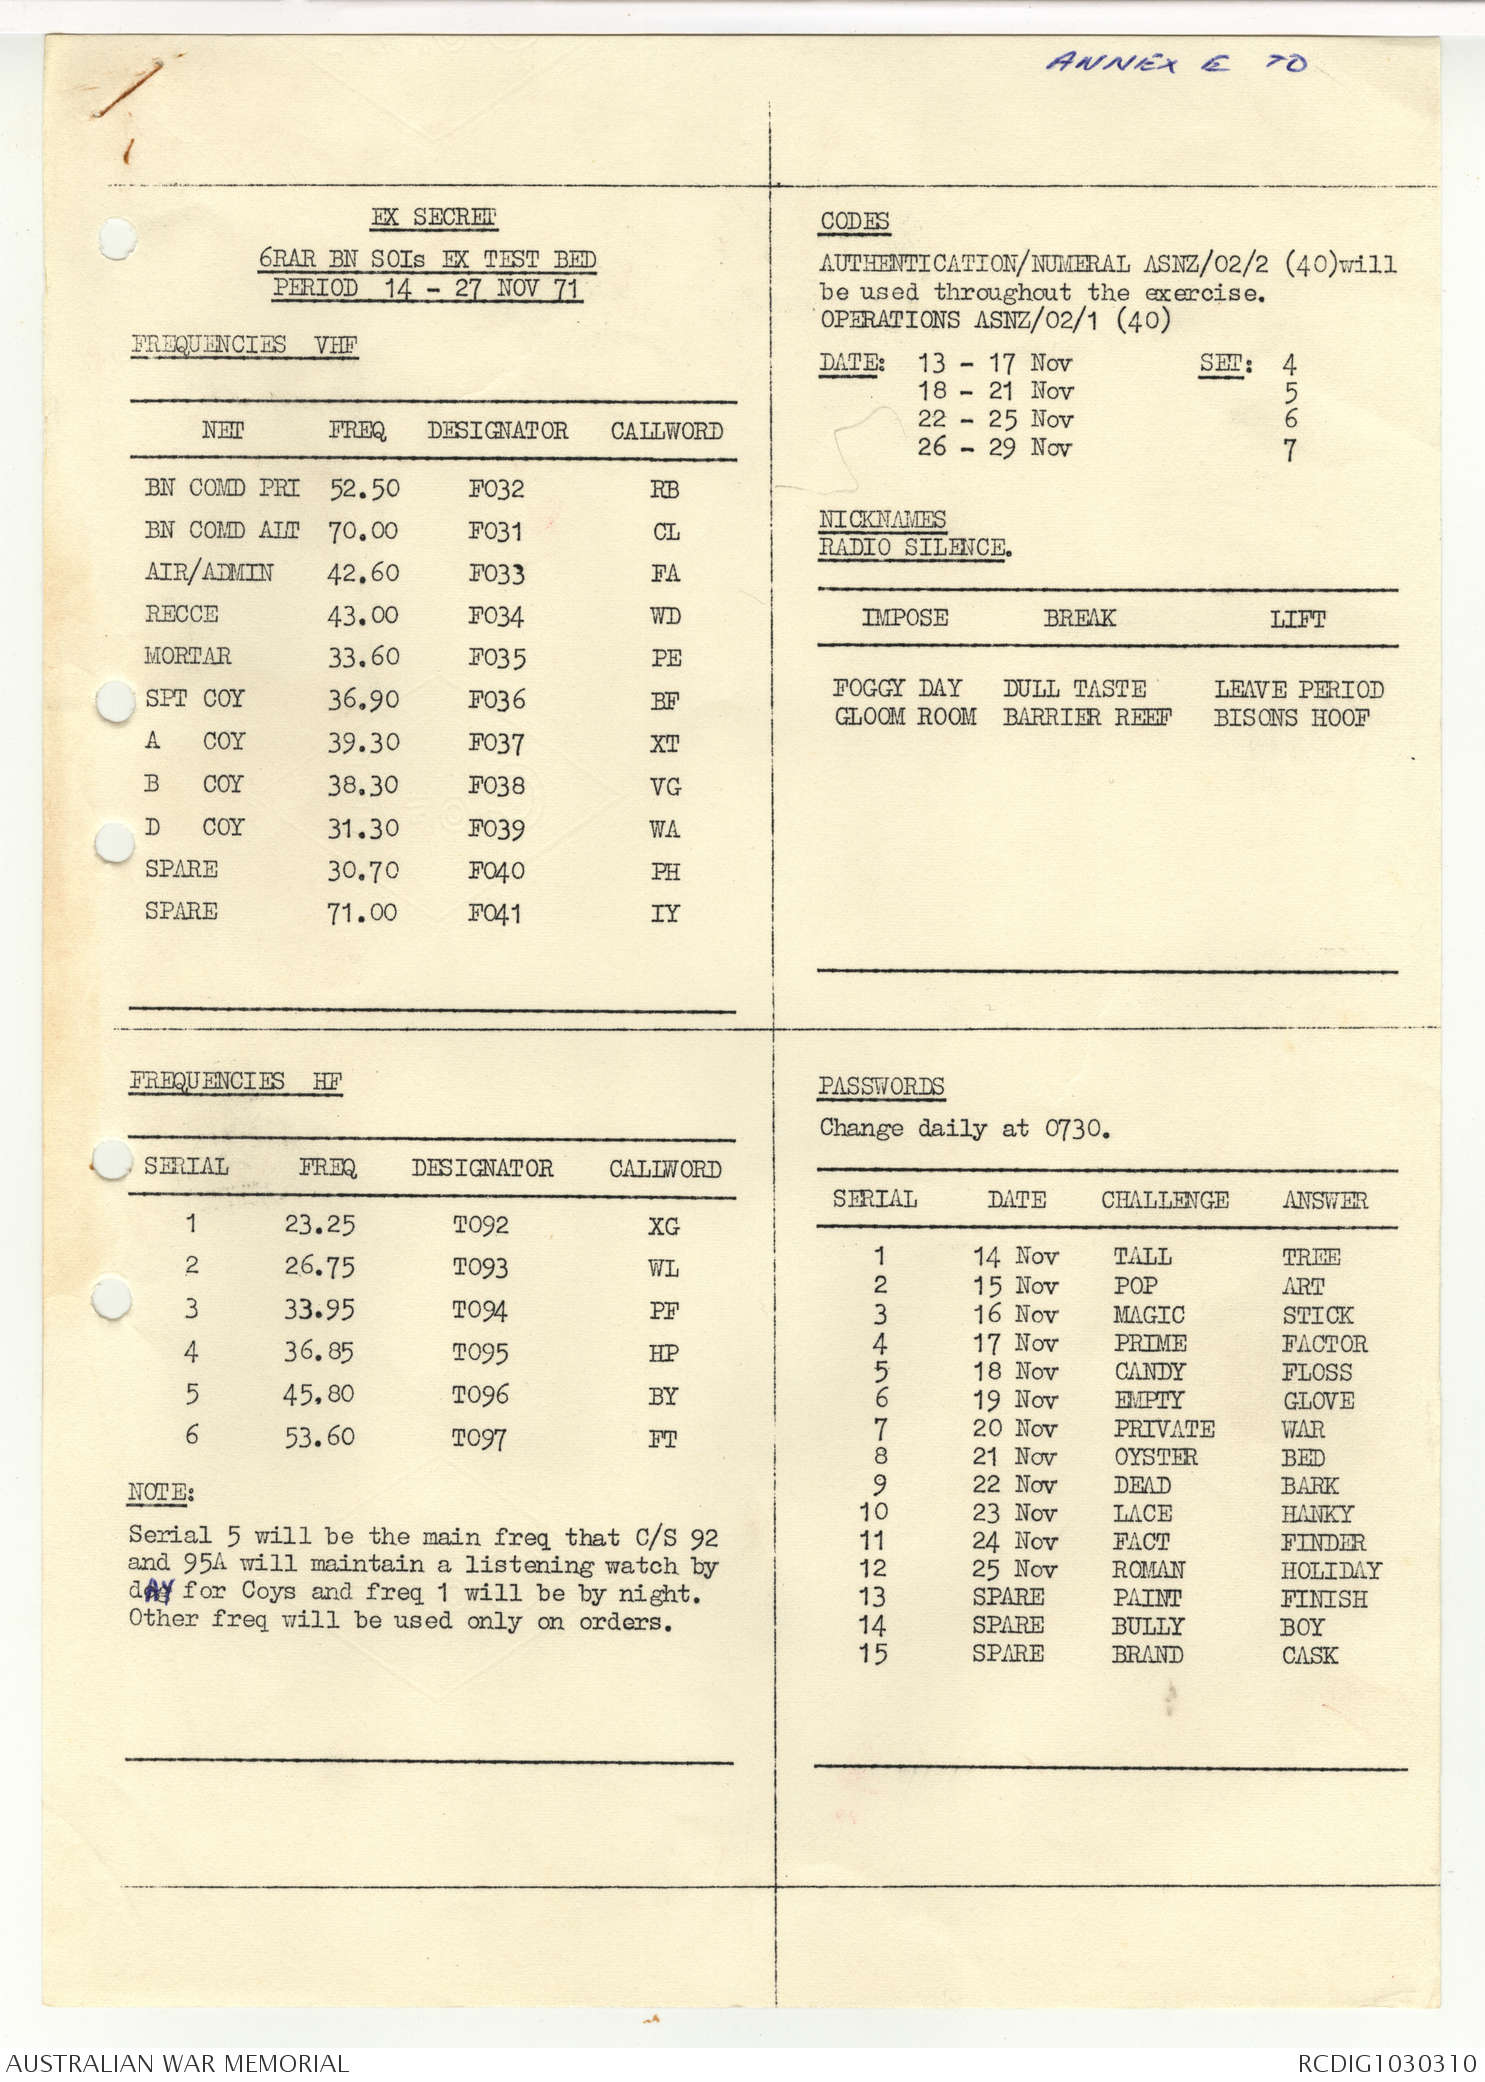 ANNEX E TO
EX SECRET
6RAR BN SOIs EX TEST BED
PERIOD 14 - 27 NOV 71
FREQUENCIES VHF
NET FREQ DESIGNATOR CALLWORD
BN COMD PRI 52.50 F032 RB
BN COMD ALT 70.00 F031 CL
AIR/ADMIN 42.60 F033 FA
RECCE 43.00 F034 WD
MORTAR 33.60 F035 PE
SPT COY 36.90 F036 BF
A COY 39.30 F037 XT
B COY 38.30 F038 VG
D COY 31.30 F039 WA
SPARE 30.70 F040 PH
SPARE 71.00 F041 IY
CODES
AUTHENTICATION/NUMERAL ASNZ/02/2 (40)will
be used throughout the exercise.
OPERATIONS ASNZ/02/1 (40)
DATE: 13 - 17 Nov SET: 4
18 - 21 Nov 5
22 - 25 Nov 6
26 - 29 Nov 7
NICKNAMES
RADIO SILENCE.
IMPOSE BREAK LIFT
FOGGY DAY DULL TASTE LEAVE PERIOD
GLOOM ROOM BARRIER REEF BISONS HOOF
FREQUENCIES HF
SERIAL FREQ DESIGNATOR CALLWORD
1 23.25 T092 XG
2 26.75 T093 WL
3 33.95 T094 PF
4 36.85 T095 HP
5 45.80 T096 BY
6 53.60 T097 FT
NOTE:
Serial 5 will be the main freq that C/S 92
and 95A will maintain a listening watch by
dAY for Coys and freq 1 will be by night.
Other freq will be used only on orders.
PASSWORDS
Change daily at 0730.
SERIAL DATE CHALLENGE ANSWER
1 14 Nov TALL TREE
2 15 Nov POP ART
3 16 Nov MAGIC STICK
4 17 Nov PRIME FACTOR
5 18 Nov CANDY FLOSS
6 19 Nov EMPTY GLOVE
7 20 Nov PRIVATE WAR
8 21 Nov OYSTER BED
9 22 Nov DEAD BARK
10 23 Nov LACE HANKY
11 24 Nov FACT FINDER
12 25 Nov ROMAN HOLIDAY
13 SPARE PAINT FINISH
14 SPARE BULLY BOY
15 SPARE BRAND CASK
AUSTRALIAN WAR MEMORIAL
RCDIG1030310